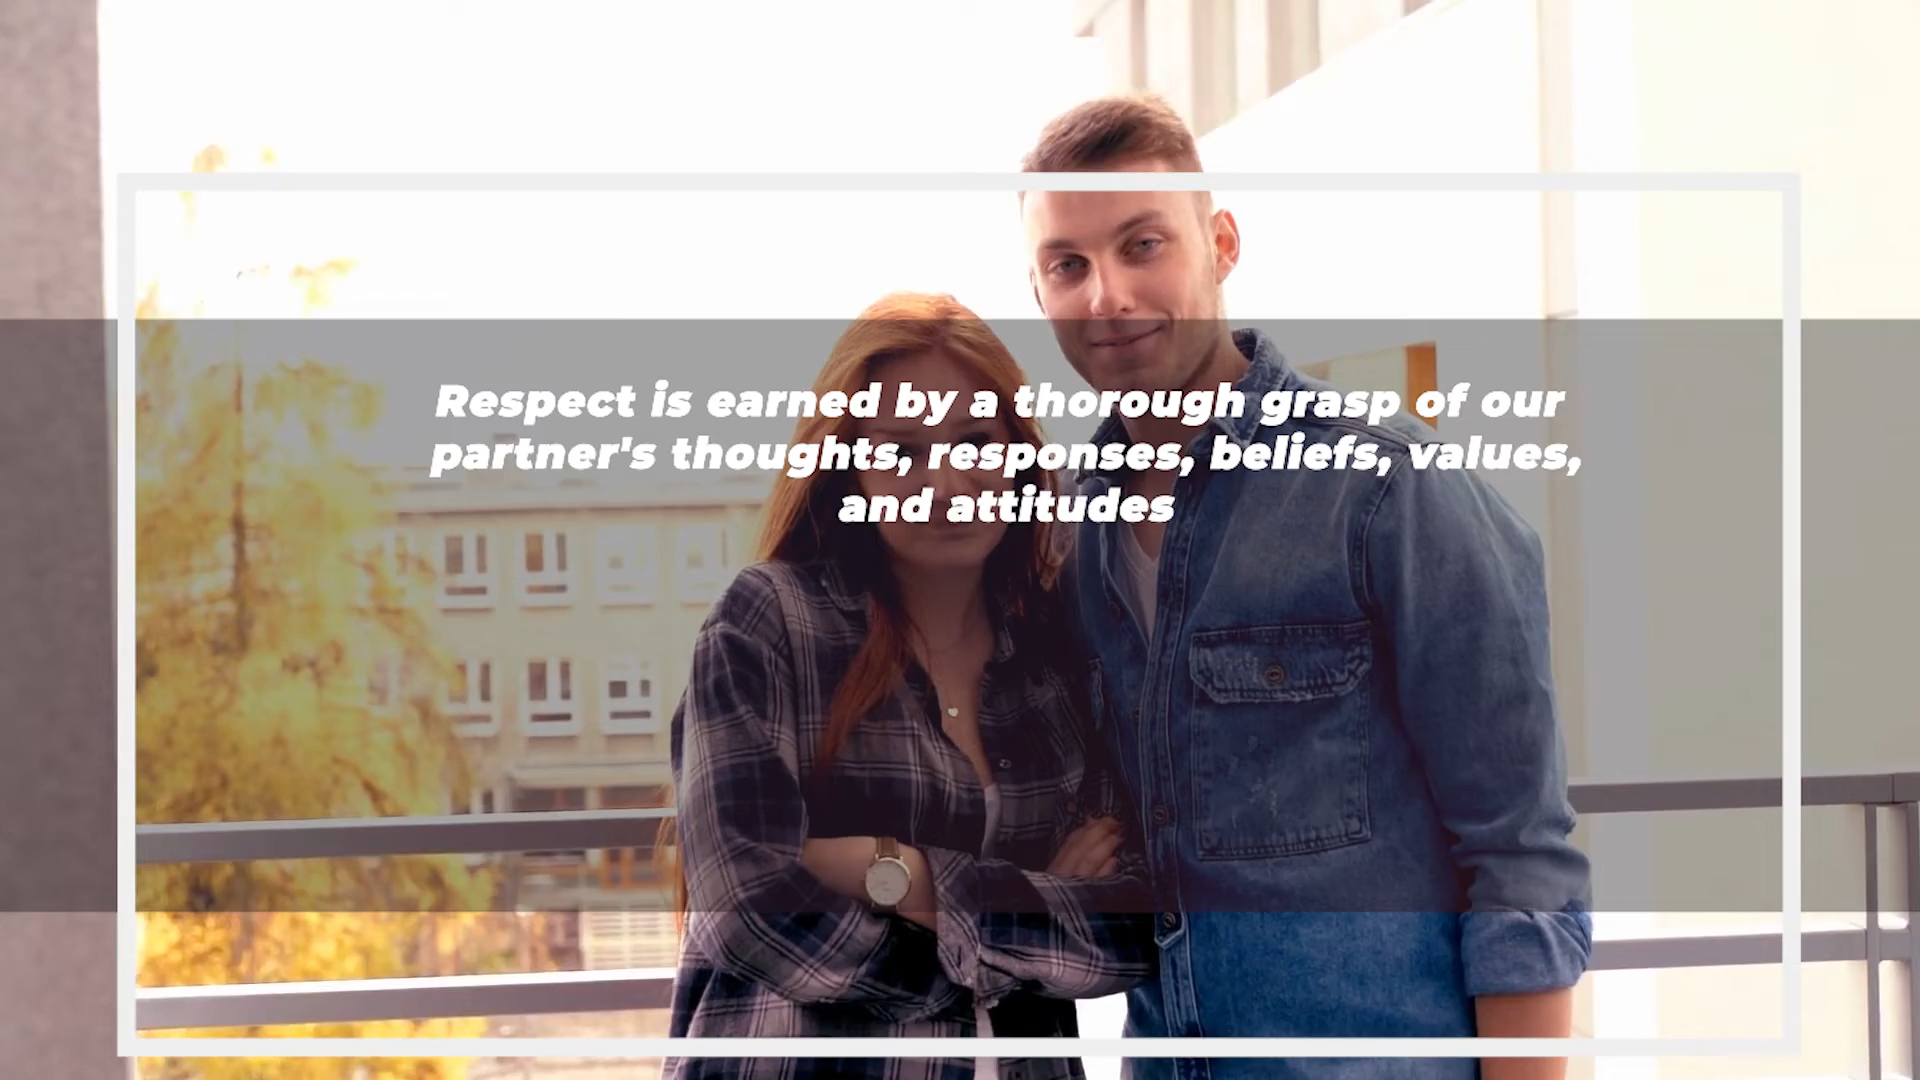 Respect is earned by a thorough grasp of our
partner's thoughts, responses, beliefs, values,
and attitudes